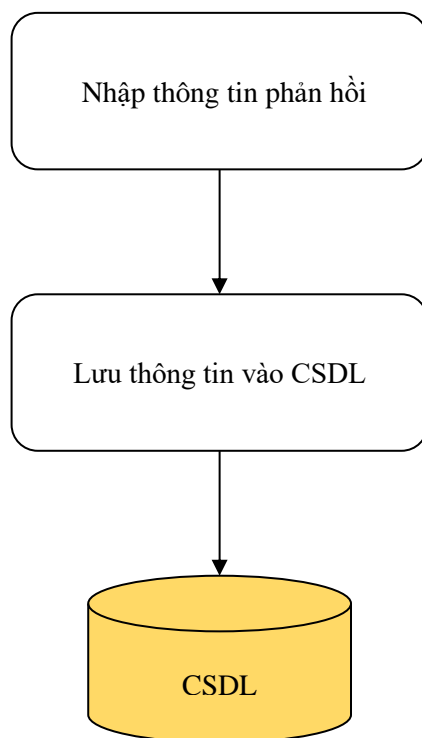 Nhập thông tin phản hồi
Lưu thông tin vào CSDL
CSDL